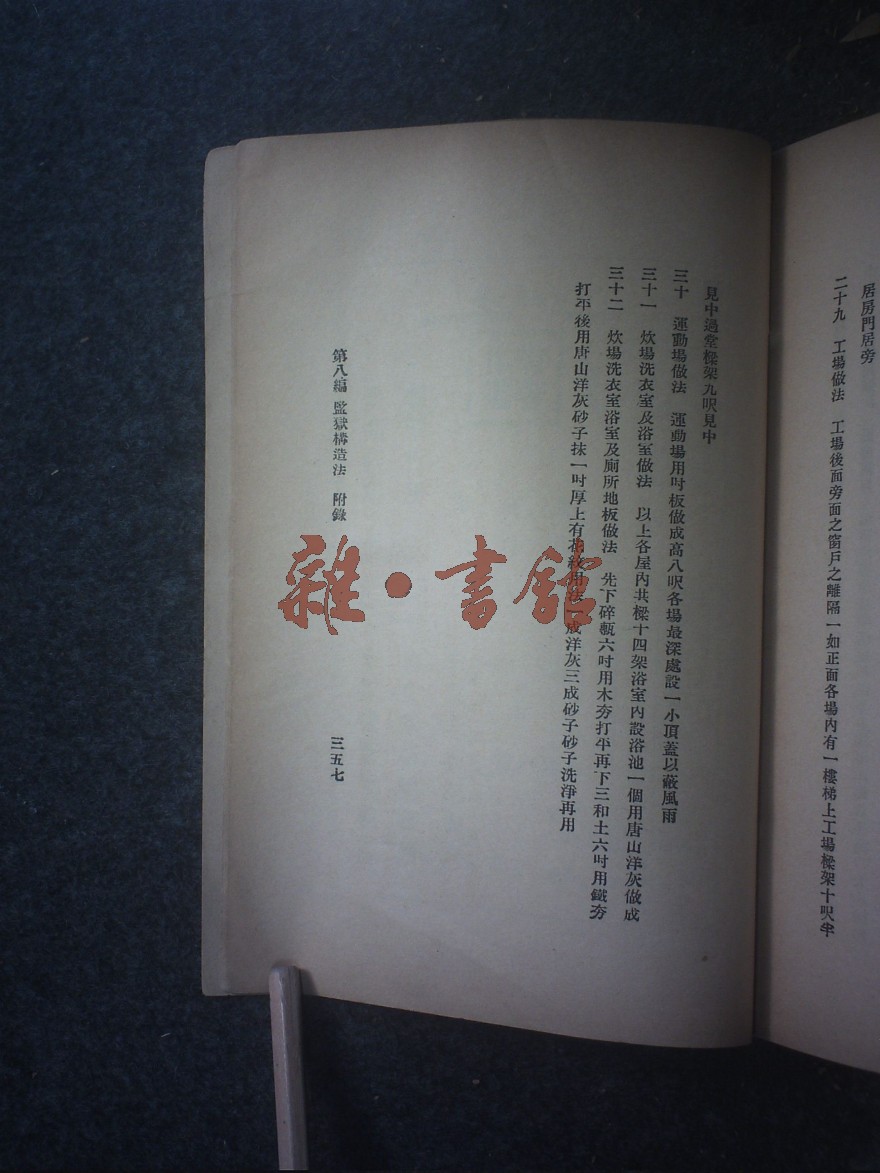 居房門居旁
二十九　工場做法　工場後面旁面之窗戶之離隔一如正面各場內有一樓梯上工場樑架十呎半
見中過堂樑架九呎見中
三十　運動場做法　運動場用吋板做成高八呎各場最深處設一小頂蓋以蔽風雨
三十一　炊場洗衣室及浴室做法　以上各屋內共樑十四架浴室內設浴池一個用唐山洋灰做成
三十二　炊場洗衣室浴室及廁所地板做法　先下碎甎六吋用木夯打平再下三和土六吋用鐵夯
打平後用唐山洋灰砂子抹一吋厚上有花紋用法一成洋灰三成砂子砂子洗淨再用
第八編　監獄構造法　附錄　三五七
雜·書館